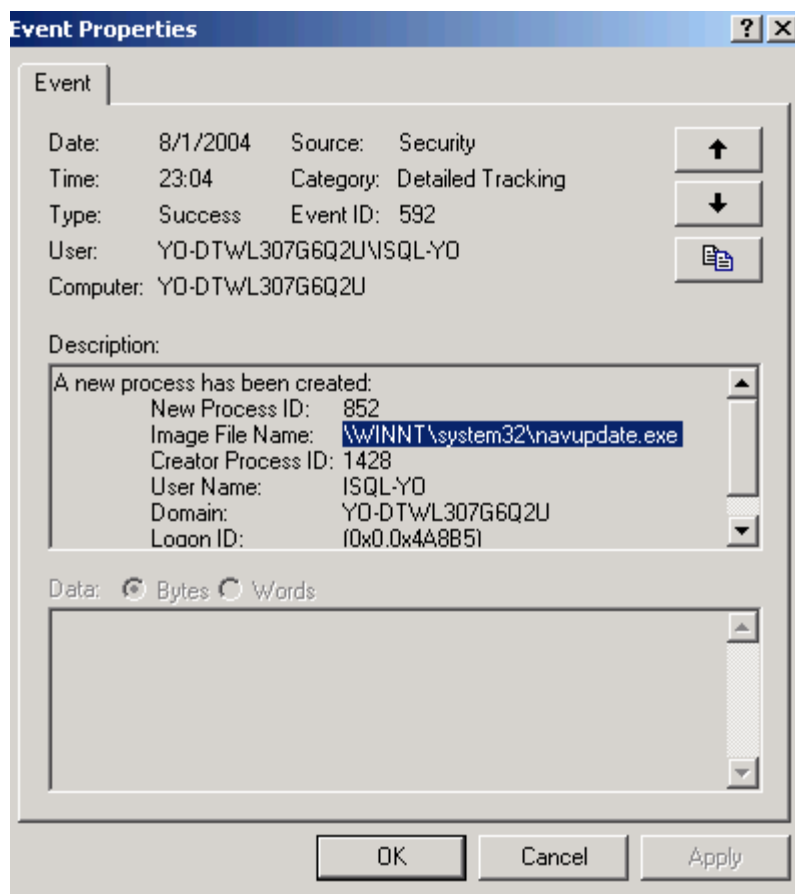 Event Properties
Event
Date: 8/1/2004 Source: Security
Time: 23:04 Category: Detailed Tracking
Type: Success Event ID: 592
User: YO-DTWL307G6Q2U\ISQL-YO
Computer: YO-DTWL307G6Q2U
Description:
A new process has been created:
New Process ID: 852
Image File Name: \WINNT\system32\navupdate.exe
Creator Process ID: 1428
User Name: ISQL-YO
Domain: YO-DTWL307G6Q2U
Logon ID: (0x0,0x4A8B5)
Data: Bytes Words
OK Cancel Apply